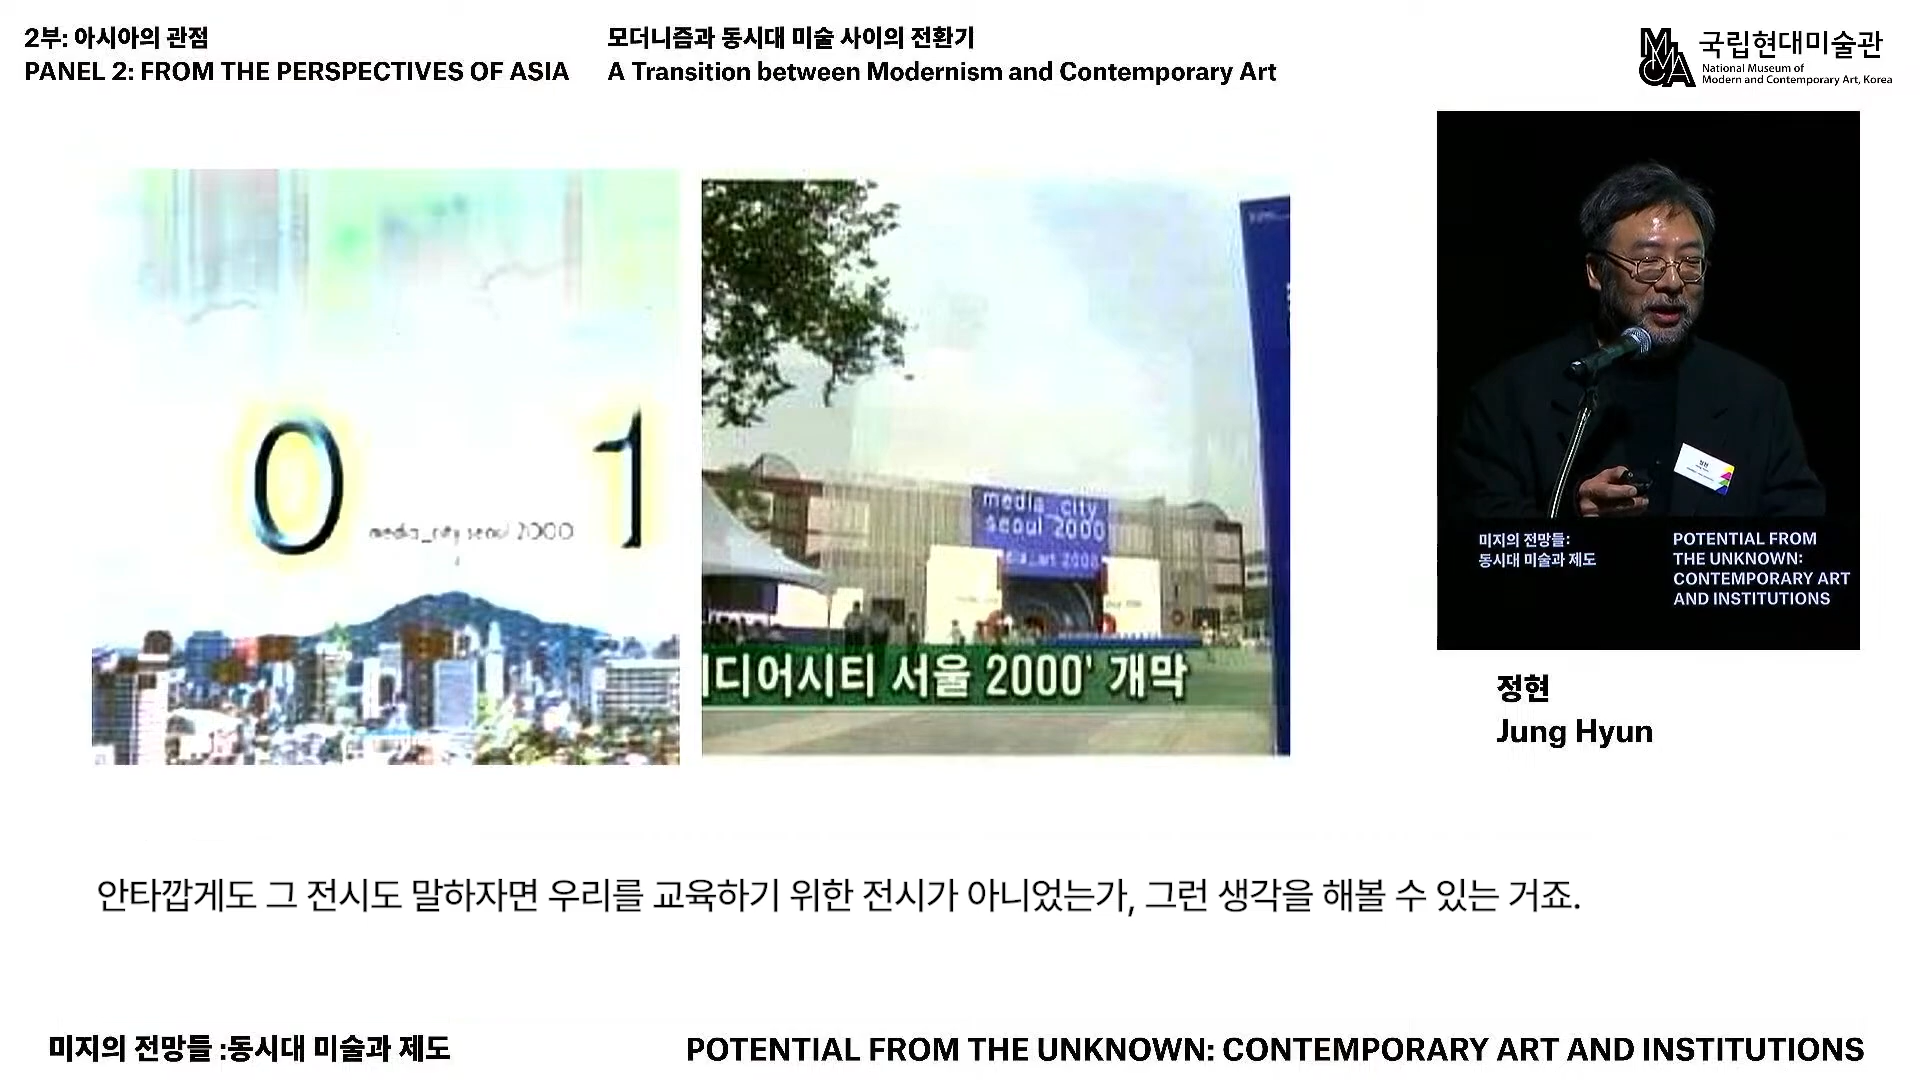 2부: 아시아의 관점
PANEL 2: FROM THE PERSPECTIVES OF ASIA
모더니즘과 동시대 미술 사이의 전환기
A Transition between Modernism and Contemporary Art
MMCA
국립현대미술관
National Museum of
Modern and Contemporary Art, Korea
0 1
media_city seoul 2000
media_city
seoul 2000
디어시티 서울 2000' 개막
정현
미지의 전망들:
동시대 미술과 제도
POTENTIAL FROM
THE UNKNOWN:
CONTEMPORARY ART
AND INSTITUTIONS
정현
Jung Hyun
안타깝게도 그 전시도 말하자면 우리를 교육하기 위한 전시가 아니었는가, 그런 생각을 해볼 수 있는 거죠.
미지의 전망들 :동시대 미술과 제도
POTENTIAL FROM THE UNKNOWN: CONTEMPORARY ART AND INSTITUTIONS